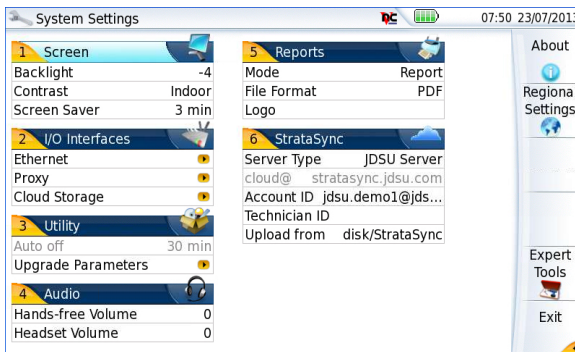 System Settings
DC
07:50 23/07/201
1 Screen
Backlight -4
Contrast Indoor
Screen Saver 3 min
2 I/O Interfaces
Ethernet
Proxy
Cloud Storage
3 Utility
Auto off 30 min
Upgrade Parameters
4 Audio
Hands-free Volume 0
Headset Volume 0
5 Reports
Mode Report
File Format PDF
Logo
6 StrataSync
Server Type JDSU Server
cloud@ stratasync.jdsu.com
Account ID jdsu.demo1@jds...
Technician ID
Upload from disk/StrataSync
About
Regiona
Settings
Expert
Tools
Exit